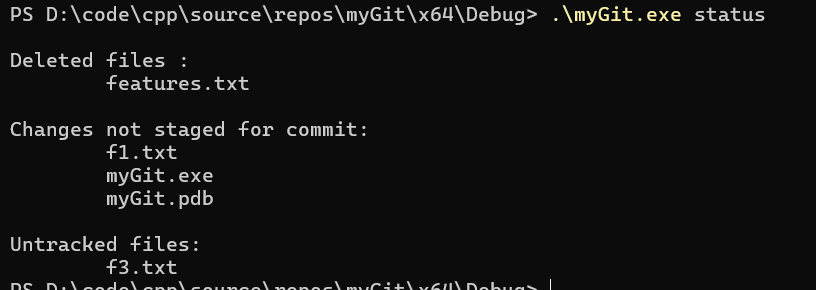 PS D:\code\cpp\source\repos\myGit\x64\Debug> .\myGit.exe status
Deleted files :
features.txt
Changes not staged for commit:
f1.txt
myGit.exe
myGit.pdb
Untracked files:
f3.txt
PS D:\code\cpp\source\repos\myGit\x64\Debug>